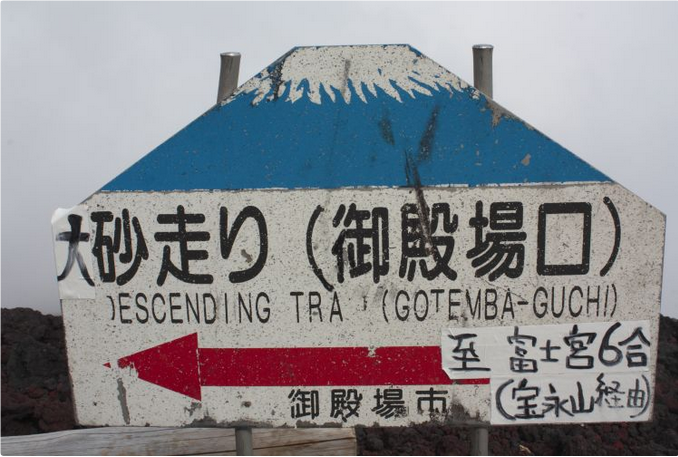 大砂走り(御殿場口)
DESCENDING TRA (GOTEMBA-GUCHI)
至 富士宮6合
(宝永山経由)
御殿場市